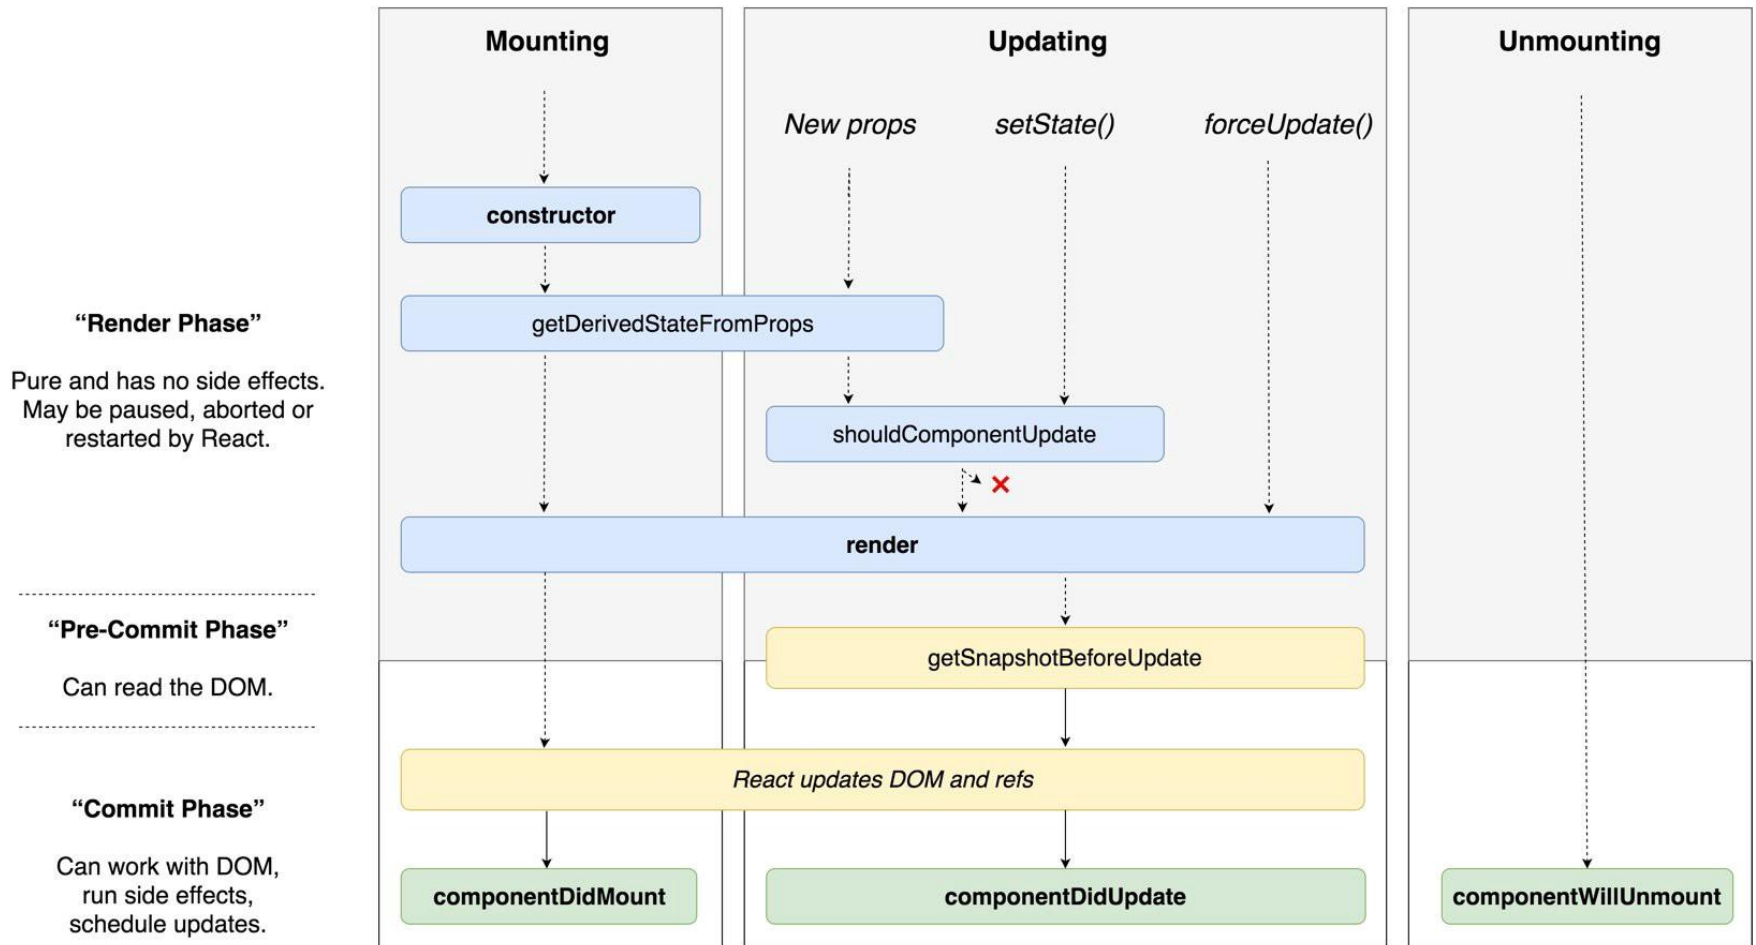 Mounting
Updating
Unmounting
New props
setState()
forceUpdate()
constructor
“Render Phase”
getDerivedStateFromProps
Pure and has no side effects.
May be paused, aborted or
restarted by React.
shouldComponentUpdate
render
“Pre-Commit Phase”
getSnapshotBeforeUpdate
Can read the DOM.
React updates DOM and refs
“Commit Phase”
Can work with DOM,
run side effects,
schedule updates.
componentDidMount
componentDidUpdate
componentWillUnmount